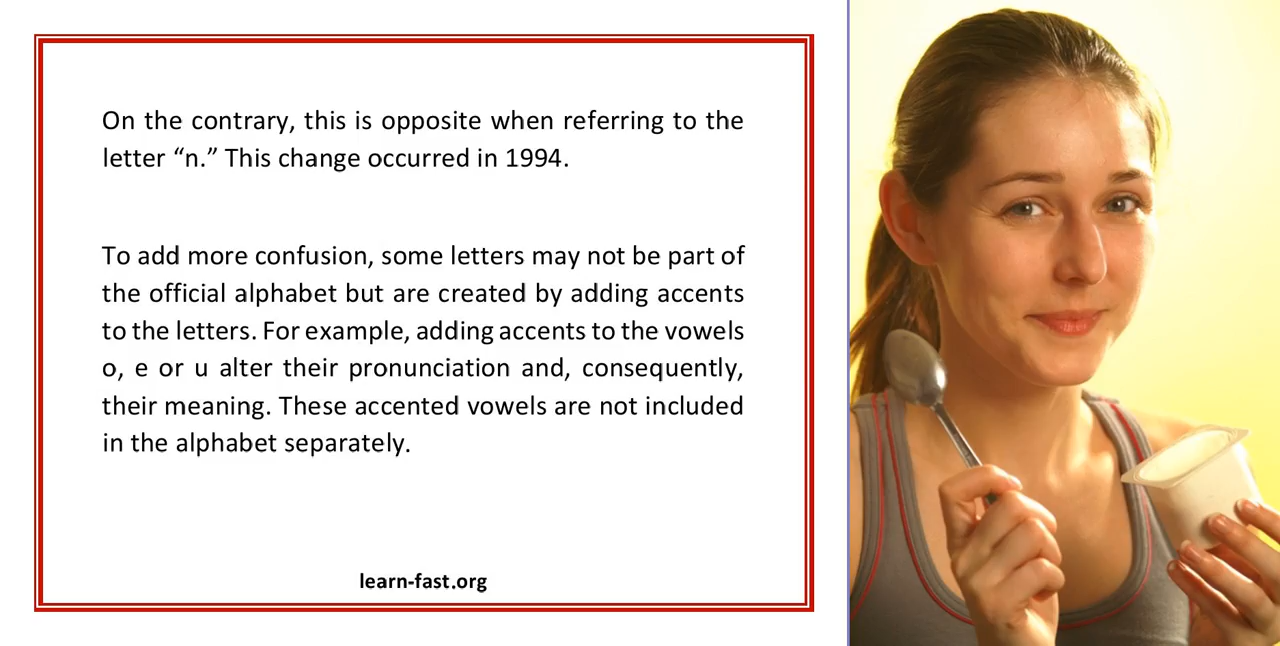 On the contrary, this is opposite when referring to the
letter “n.” This change occurred in 1994.
To add more confusion, some letters may not be part of
the official alphabet but are created by adding accents
to the letters. For example, adding accents to the vowels
o, e or u alter their pronunciation and, consequently,
their meaning. These accented vowels are not included
in the alphabet separately.
learn-fast.org